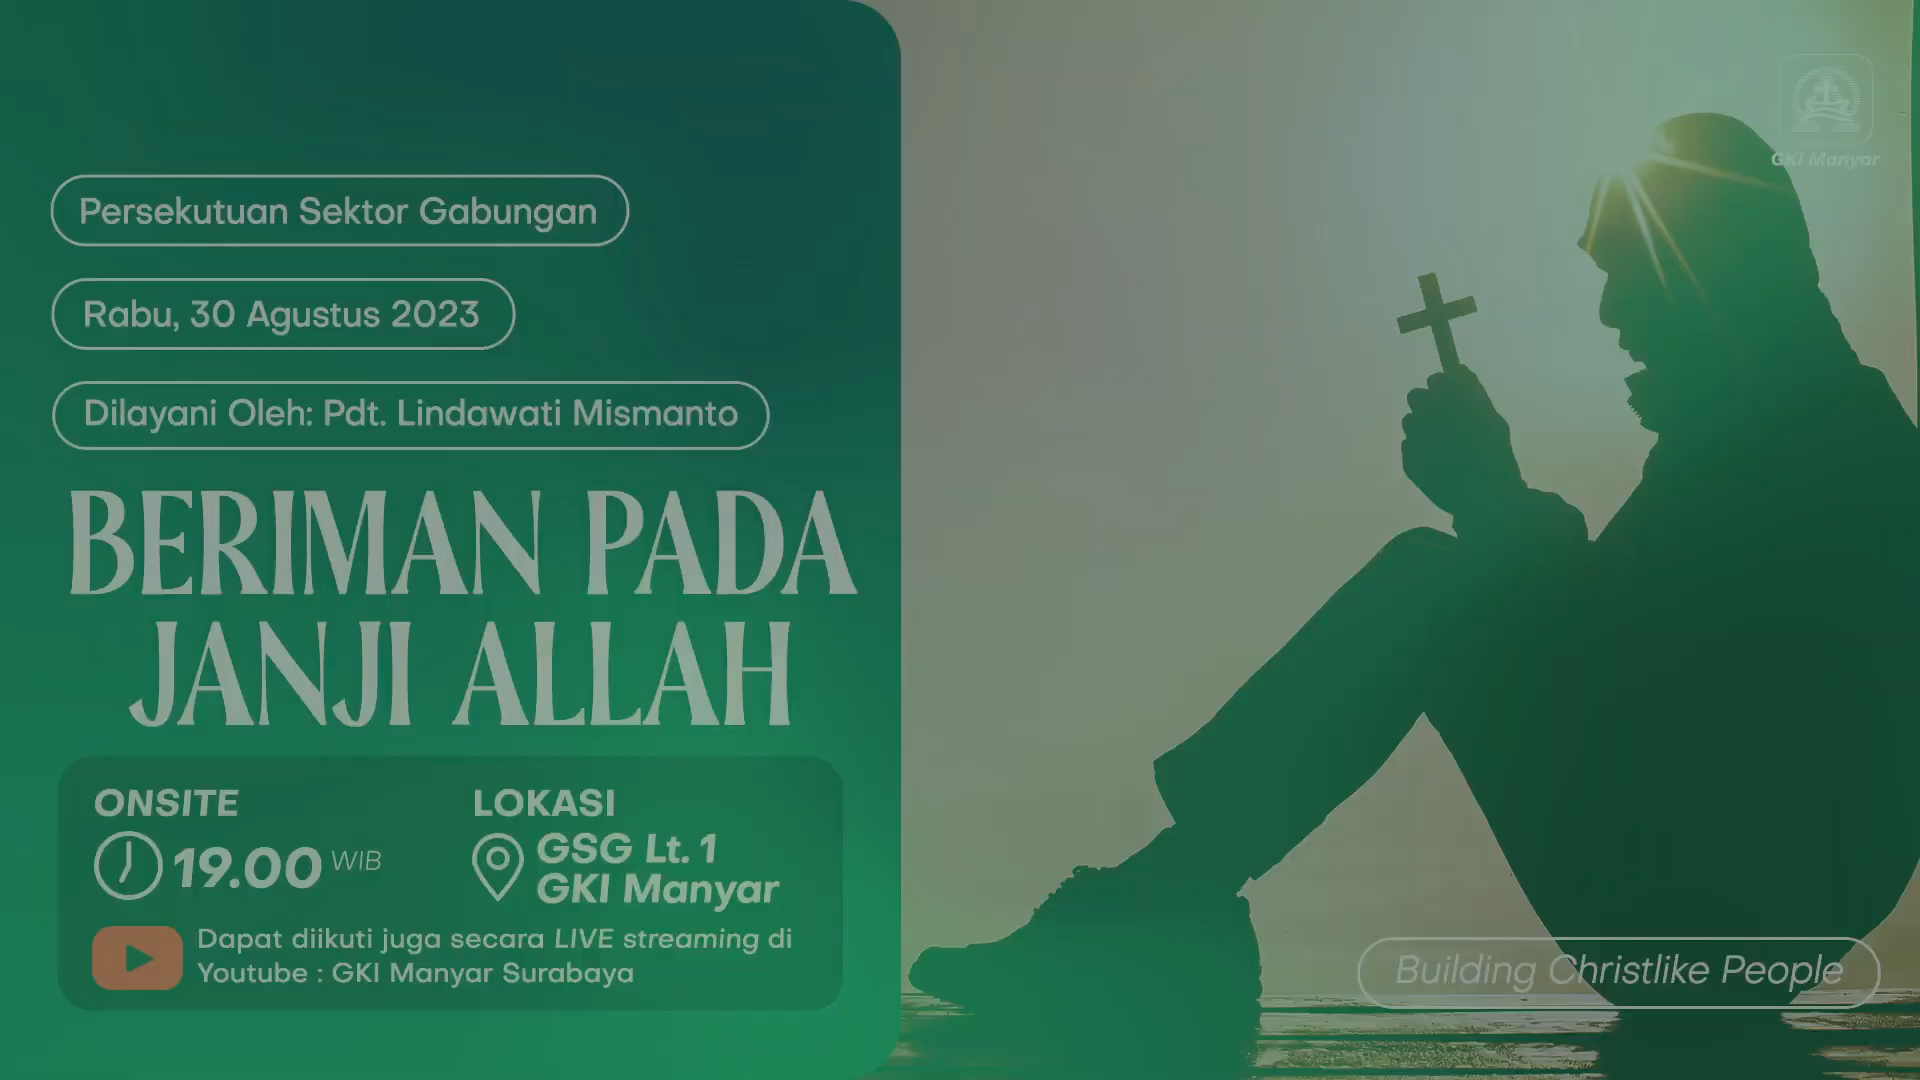 Persekutuan Sektor Gabungan
Rabu, 30 Agustus 2023
Dilayani Oleh: Pdt. Lindawati Mismanto
BERIMAN PADA
JANJI ALLAH
ONSITE
19.00 WIB
LOKASI
GSG Lt. 1
GKI Manyar
Dapat diikuti juga secara LIVE streaming di
Youtube : GKI Manyar Surabaya
GKI Manyar
Building Christlike People